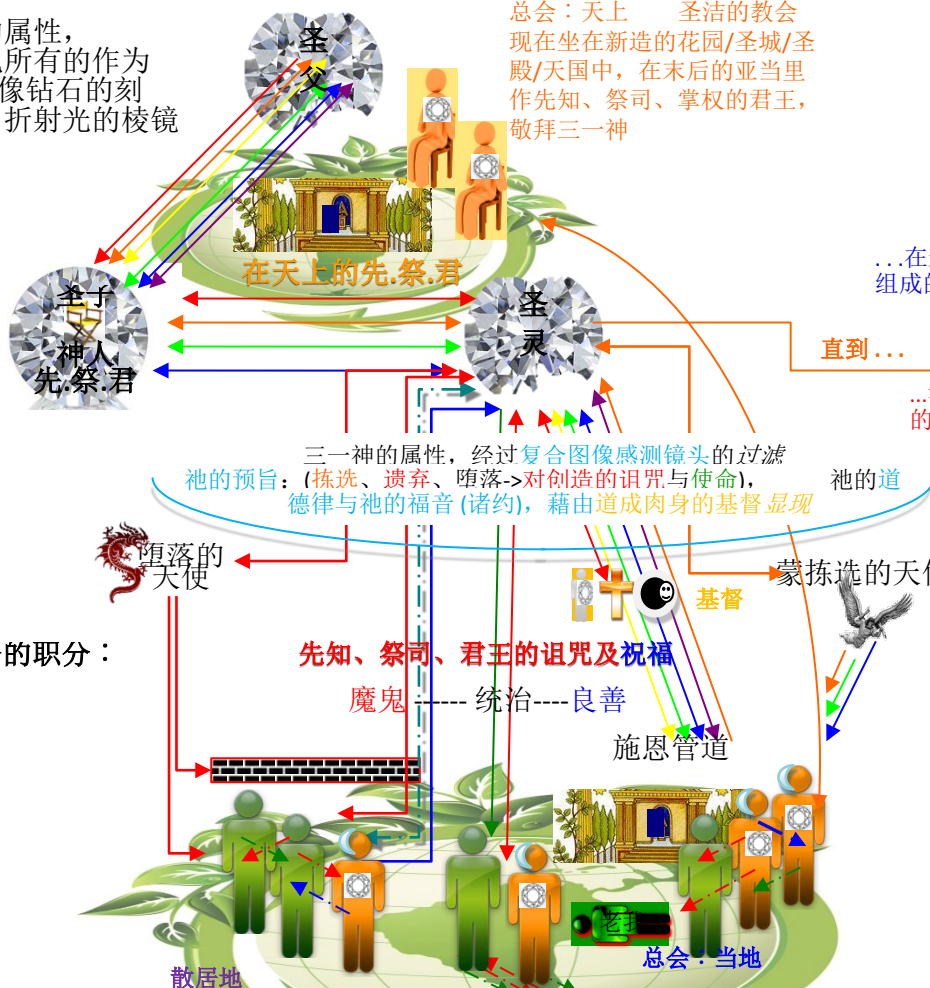 属性，
所有的作为
像钻石的刻
折射光的棱镜
圣
父
总会：天上 圣洁的教会
现在坐在新造的花园/圣城/圣
殿/天国中，在末后的亚当里
作先知、祭司、掌权的君王，
敬拜三一神
在天上的先.祭.君
圣子
神人
先.祭.君
圣
灵
...在
组成的
直到...
...
的
三一神的属性，经过复合图像感测镜头的过滤
祂的预旨：(拣选、遗弃、堕落->对创造的诅咒与使命)， 祂的道
德律与祂的福音 (诸约)，藉由道成肉身的基督显现
堕落的
天使
蒙拣选的天使
基督
的职分：
先知、祭司、君王的诅咒及祝福
魔鬼 ------ 统治----良善
施恩管道
老我
总会：当地
散居地